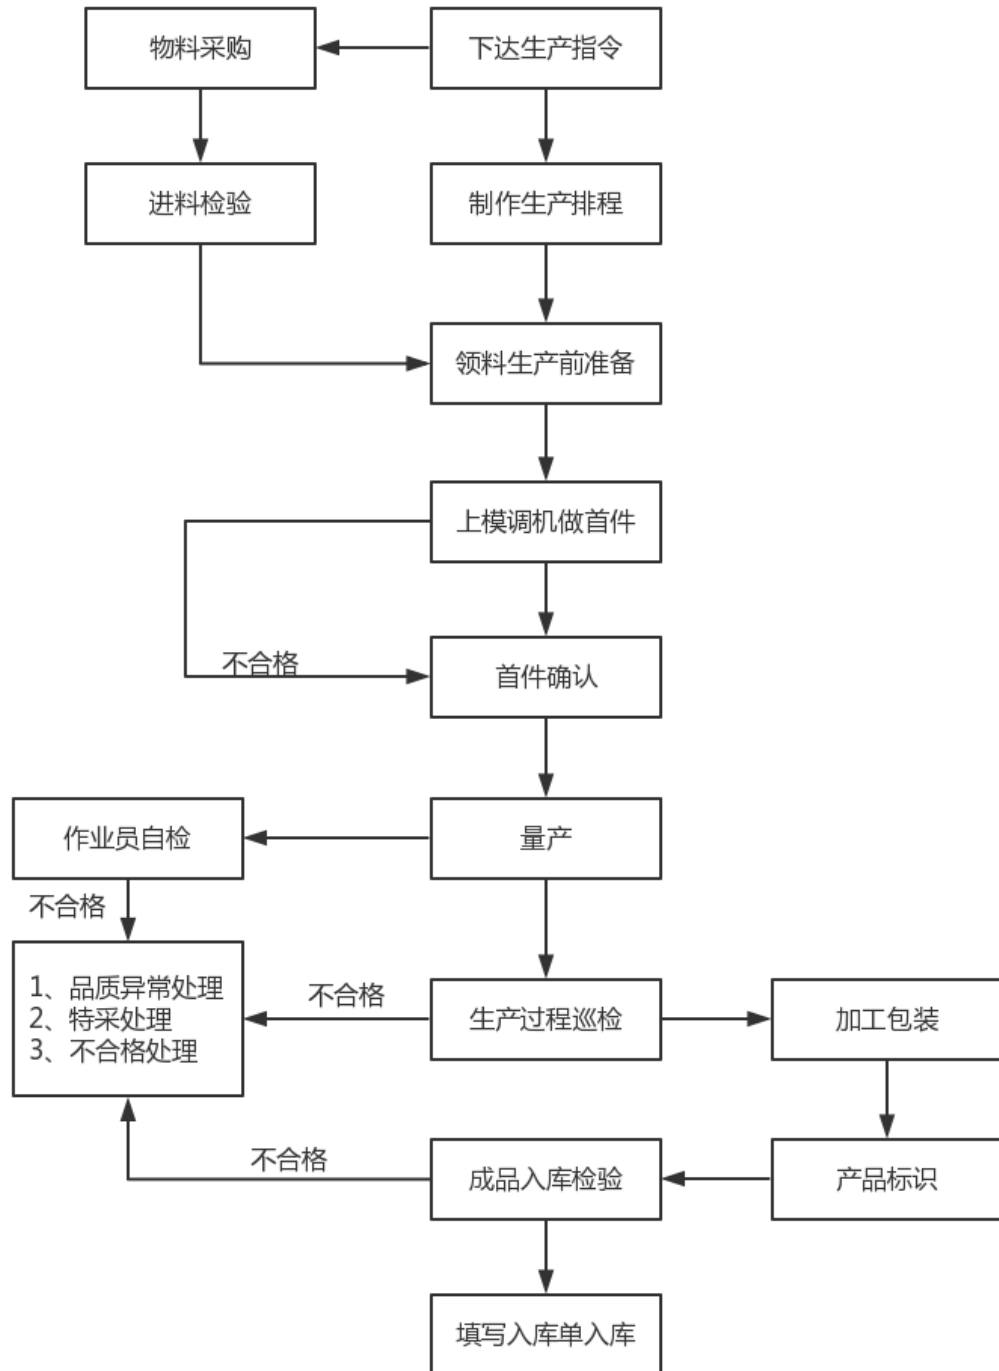 物料采购
下达生产指令
进料检验
制作生产排程
领料生产前准备
上模调机做首件
不合格
首件确认
作业员自检
量产
不合格
1、品质异常处理
2、特采处理
3、不合格处理
不合格
生产过程巡检
加工包装
不合格
成品入库检验
产品标识
填写入库单入库